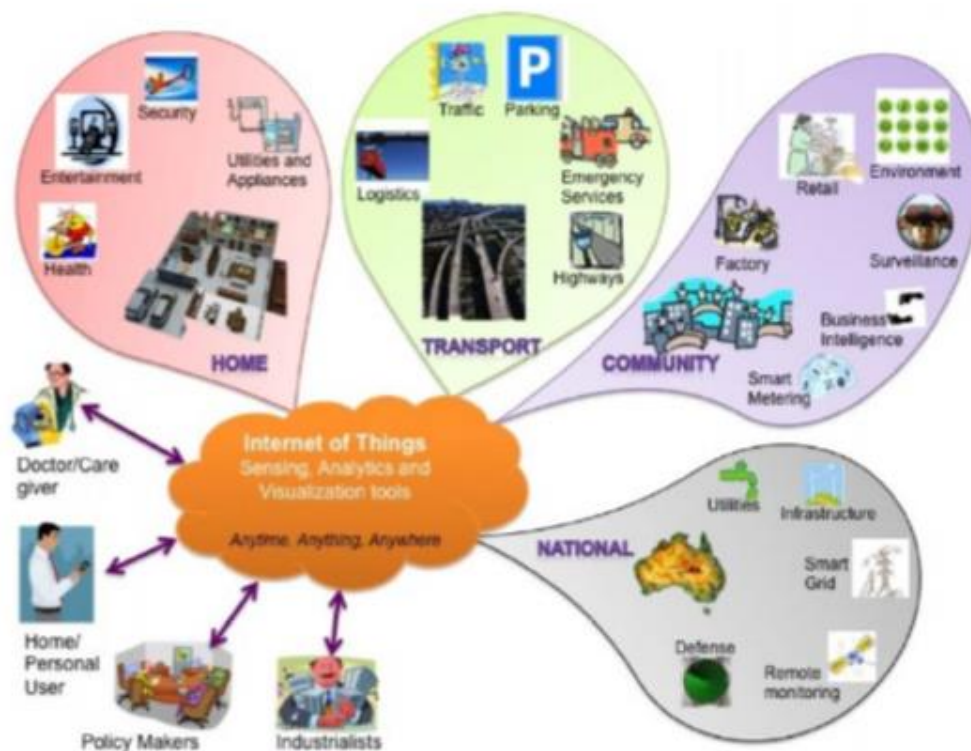 Security
Entertainment
Utilities and
Appliances
Health
HOME
Traffic
P
Parking
Logistics
Emergency
Services
Highways
TRANSPORT
Retail
Environment
Factory
Surveillance
Business
Intelligence
COMMUNITY
Smart
Metering
Internet of Things
Sensing, Analytics and
Visualization tools
Anytime, Anything, Anywhere
Doctor/Care
giver
Home/
Personal
User
Policy Makers
Industrialists
Utilities
Infrastructure
NATIONAL
Smart
Grid
Defense
Remote
monitoring